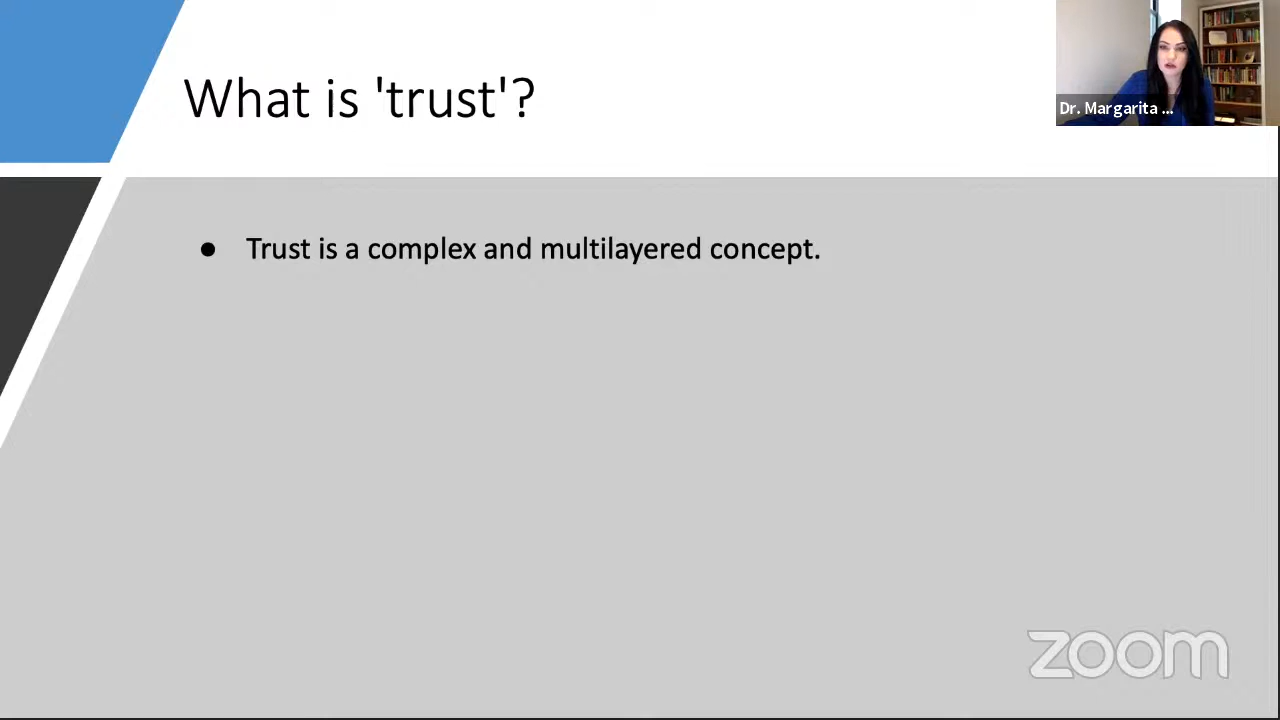 What is 'trust'?
Dr. Margarita ...
● Trust is a complex and multilayered concept.
zoom